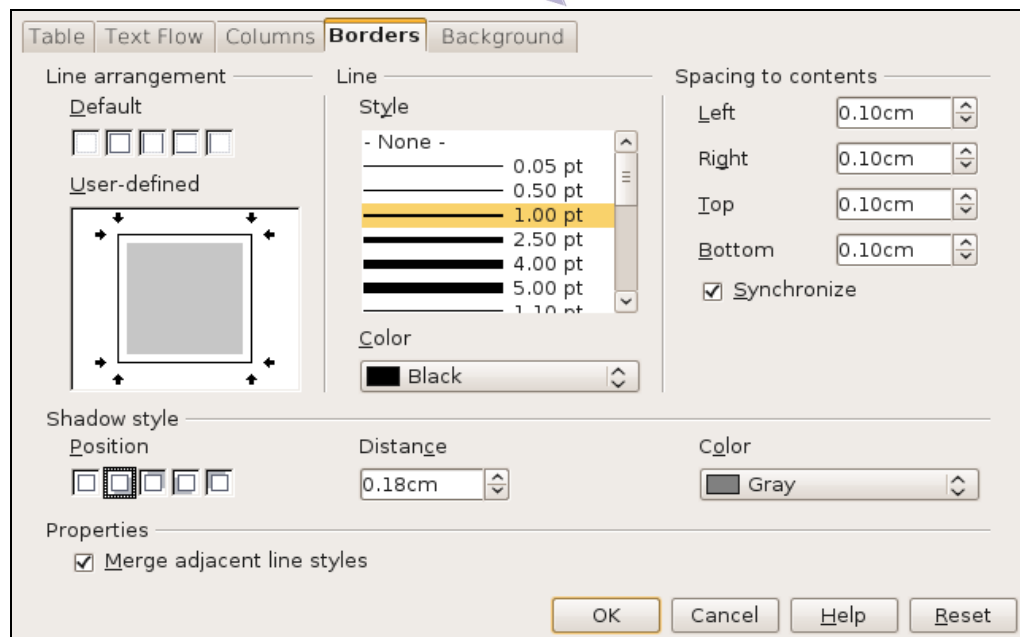 Table Text Flow Columns Borders Background
Line arrangement
Default
User-defined
Line
Style
- None -
0.05 pt
0.50 pt
1.00 pt
2.50 pt
4.00 pt
5.00 pt
1.10 pt
Color
Black
Spacing to contents
Left 0.10cm
Right 0.10cm
Top 0.10cm
Bottom 0.10cm
Synchronize
Shadow style
Position
Distance
0.18cm
Color
Gray
Properties
Merge adjacent line styles
OK Cancel Help Reset